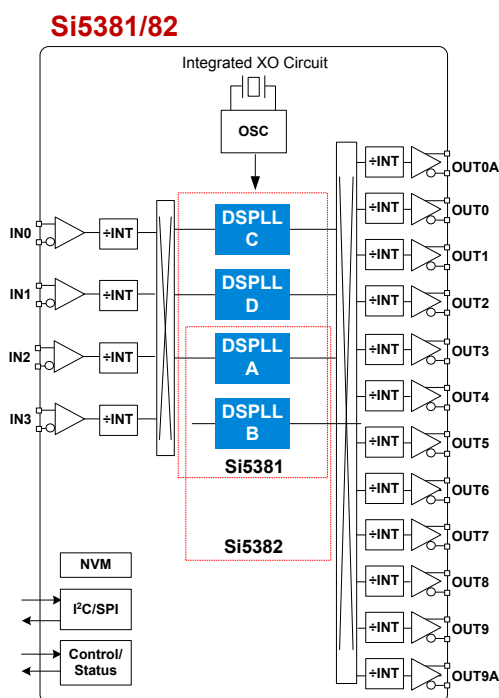 Si5381/82
Integrated XO Circuit
OSC
IN0
÷INT
IN1
÷INT
IN2
÷INT
IN3
÷INT
DSPLL
C
DSPLL
D
DSPLL
A
DSPLL
B
Si5381
Si5382
÷INT
OUT0A
÷INT
OUT0
÷INT
OUT1
÷INT
OUT2
÷INT
OUT3
÷INT
OUT4
÷INT
OUT5
÷INT
OUT6
÷INT
OUT7
÷INT
OUT8
÷INT
OUT9
÷INT
OUT9A
NVM
I²C/SPI
Control/
Status